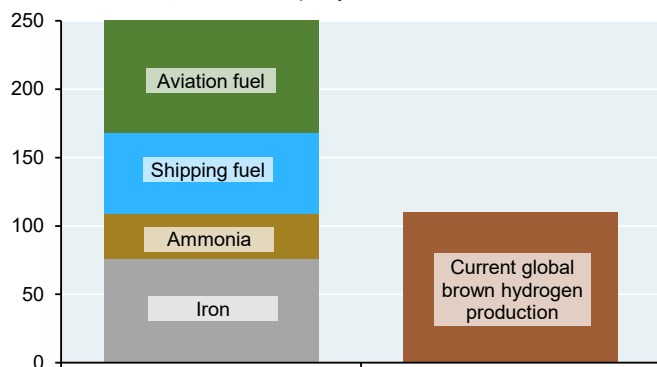 250
200
150
100
50
0
Aviation fuel
Shipping fuel
Ammonia
Iron
Current global
brown hydrogen
production